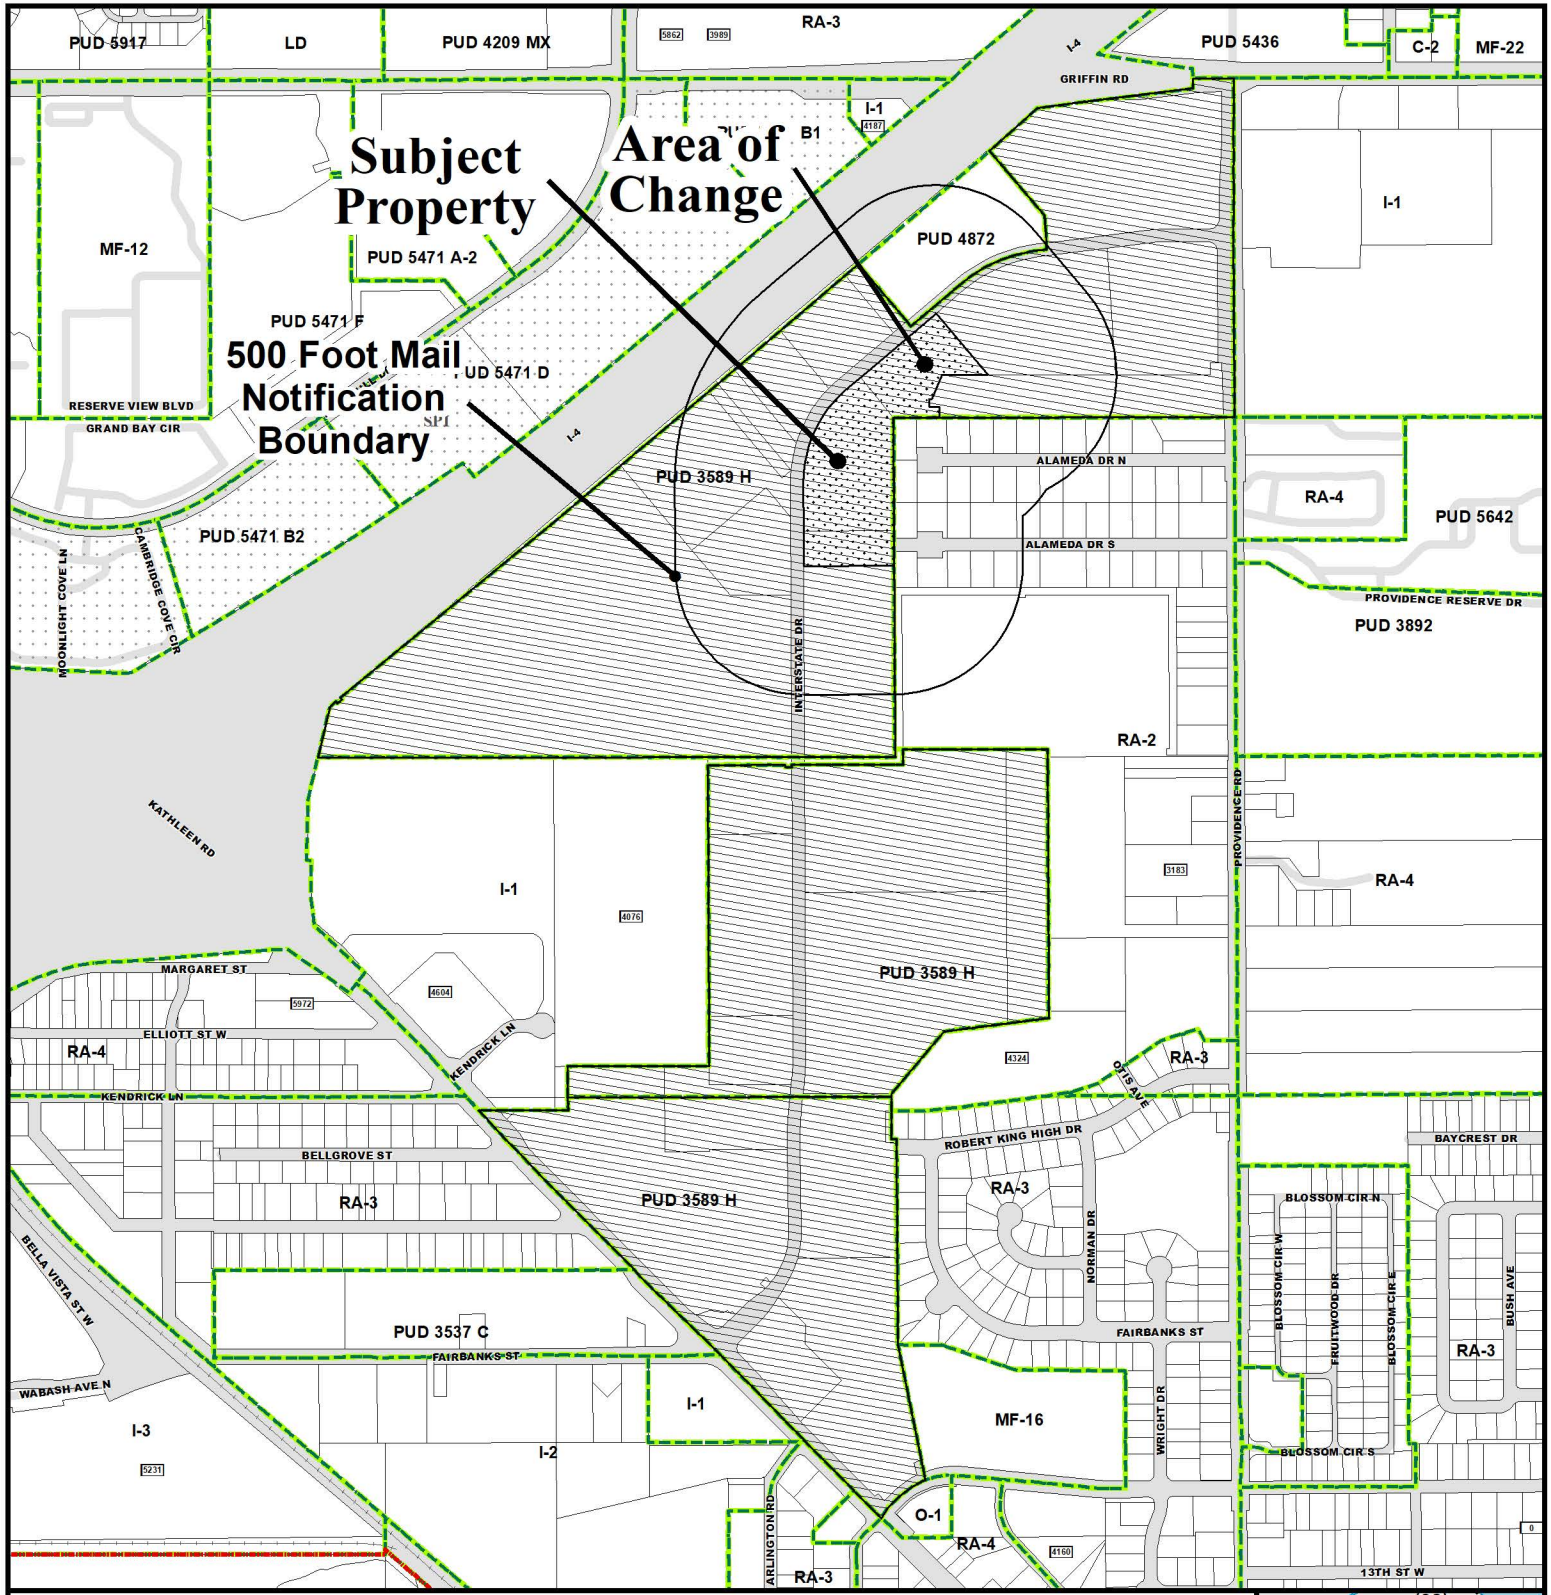 RA-3
PUD 5917
LD
PUD 4209 MX
5862
3989
I-4
PUD 5436
C-2
MF-22
GRIFFIN RD
I-1
4187
B1
Subject
Property
Area of
Change
I-1
MF-12
PUD 5471 A-2
PUD 4872
PUD 5471 F
500 Foot Mail
Notification
Boundary
UD 5471 D
SPI
RESERVE VIEW BLVD
GRAND BAY CIR
I-4
PUD 3589 H
ALAMEDA DR N
RA-4
PUD 5642
PUD 5471 B2
ALAMEDA DR S
MOONLIGHT COVE LN
CAMBRIDGE COVE CIR
PROVIDENCE RESERVE DR
PUD 3892
INTERSTATE DR
RA-2
KATHLEEN RD
PROVIDENCE RD
3183
RA-4
I-1
4076
PUD 3589 H
MARGARET ST
4604
5972
ELLIOTT ST W
RA-4
KENDRICK LN
4324
RA-3
OTIS AVE
KENDRICK LN
ROBERT KING HIGH DR
BAYCREST DR
BELLGROVE ST
RA-3
RA-3
PUD 3589 H
BLOSSOM CIR N
NORMAN DR
BLOSSOM CIR W
FRUITWOOD DR
BLOSSOM CIR E
BUSH AVE
BELLA VISTA ST W
PUD 3537 C
FAIRBANKS ST
FAIRBANKS ST
RA-3
WABASH AVE N
I-1
MF-16
WRIGHT DR
I-3
I-2
BLOSSOM CIR S
5231
ARLINGTON RD
O-1
RA-4
4160
0
RA-3
13TH ST W